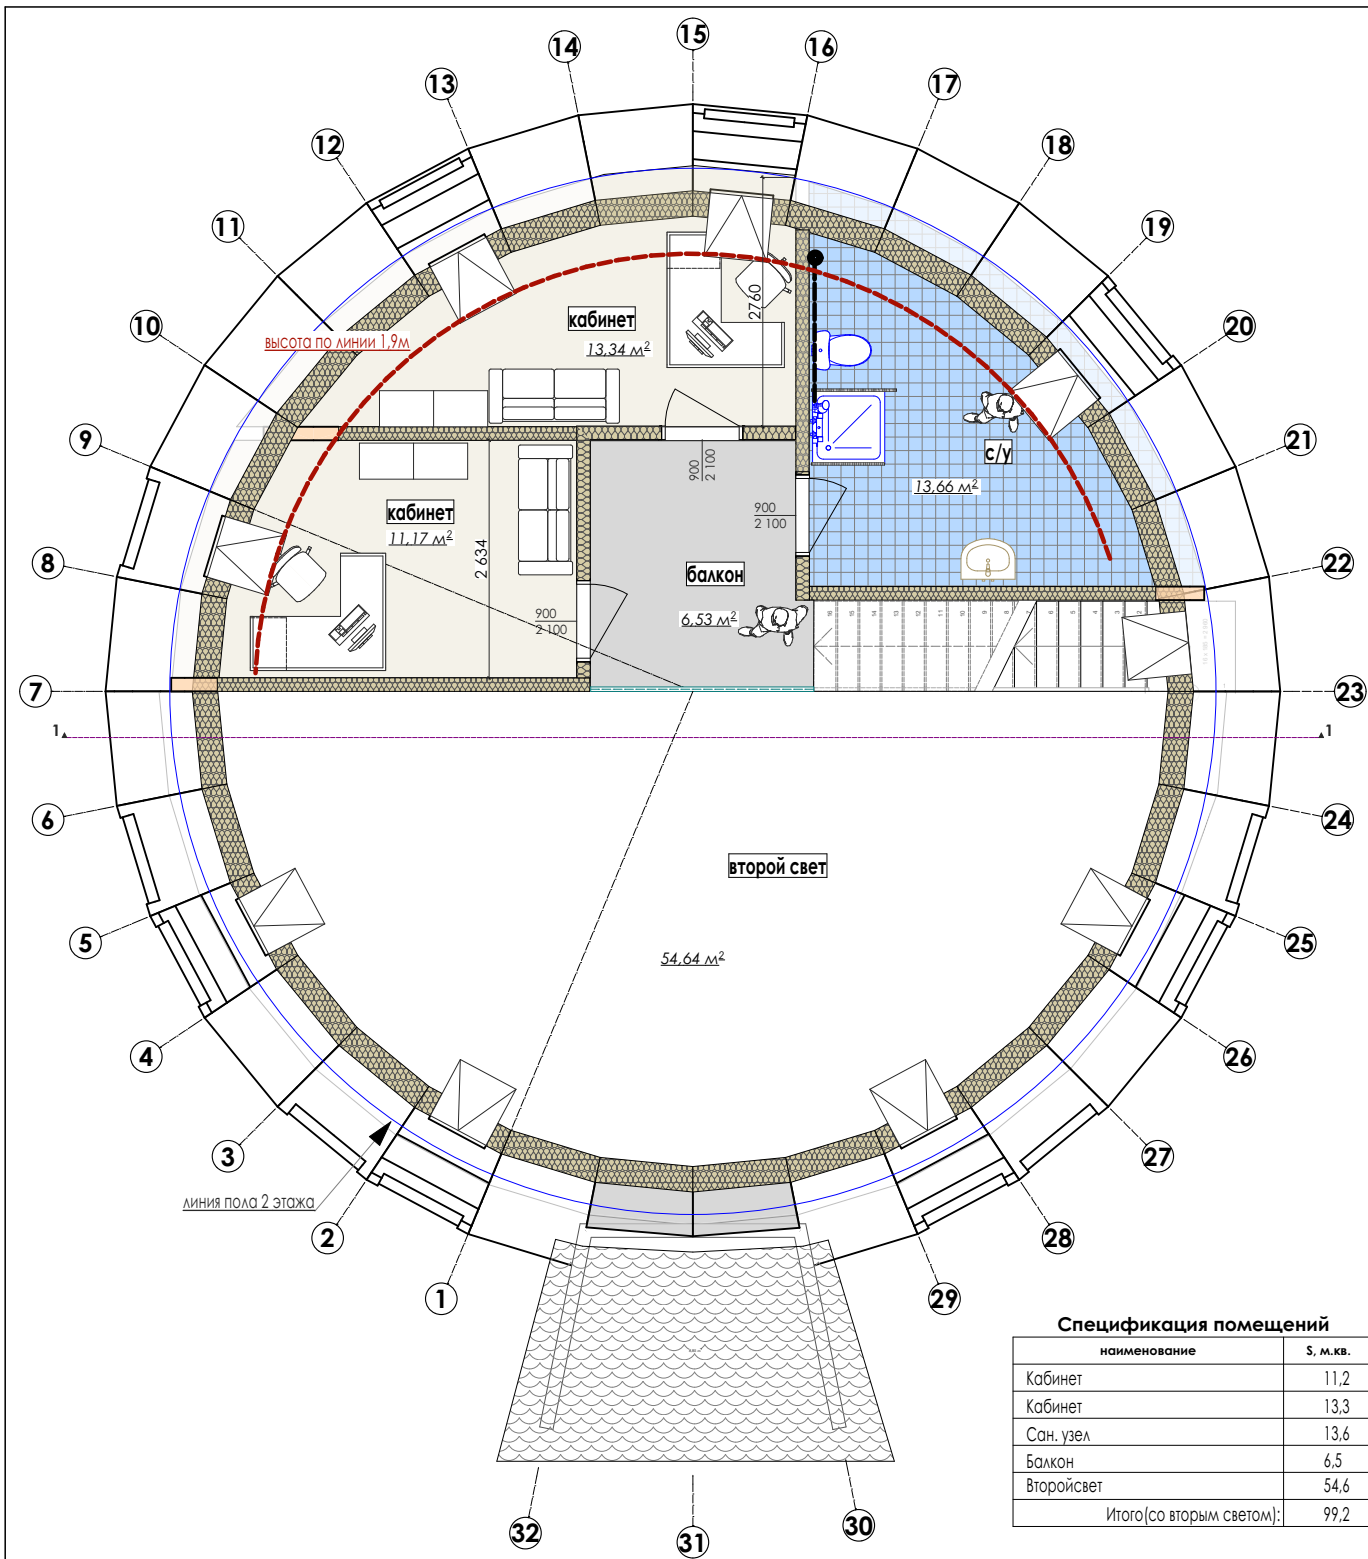 15
14
16
13
17
12
18
11
19
10
20
9
21
8
22
7
23
6
24
5
25
4
26
3
27
2
28
1
29
32
31
30
кабинет
13,34 м²
2760
высота по линии 1,9м
кабинет
11,17 м²
2 634
900
2 100
900
2 100
900
2 100
с/у
13,66 м²
балкон
6,53 м²
1
1
второй свет
54,64 м²
линия пола 2 этажа
Спецификация помещений
наименование S, м.кв.
Кабинет 11,2
Кабинет 13,3
Сан. узел 13,6
Балкон 6,5
Второйсвет 54,6
Итого(со вторым светом): 99,2